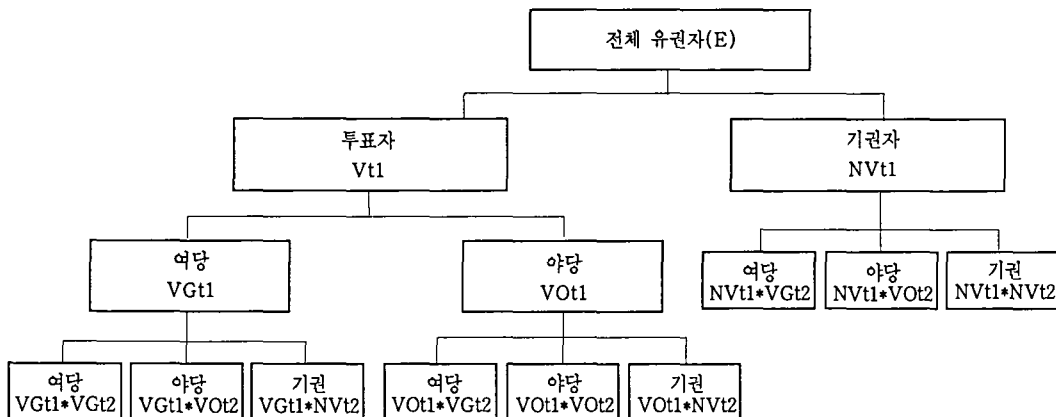 전체 유권자(E)
투표자
Vt1
기권자
NVt1
여당
VGt1
야당
VOt1
여당
NVt1*VGt2
야당
NVt1*VOt2
기권
NVt1*NVt2
여당
VGt1*VGt2
야당
VGt1*VOt2
기권
VGt1*NVt2
여당
VOt1*VGt2
야당
VOt1*VOt2
기권
VOt1*NVt2